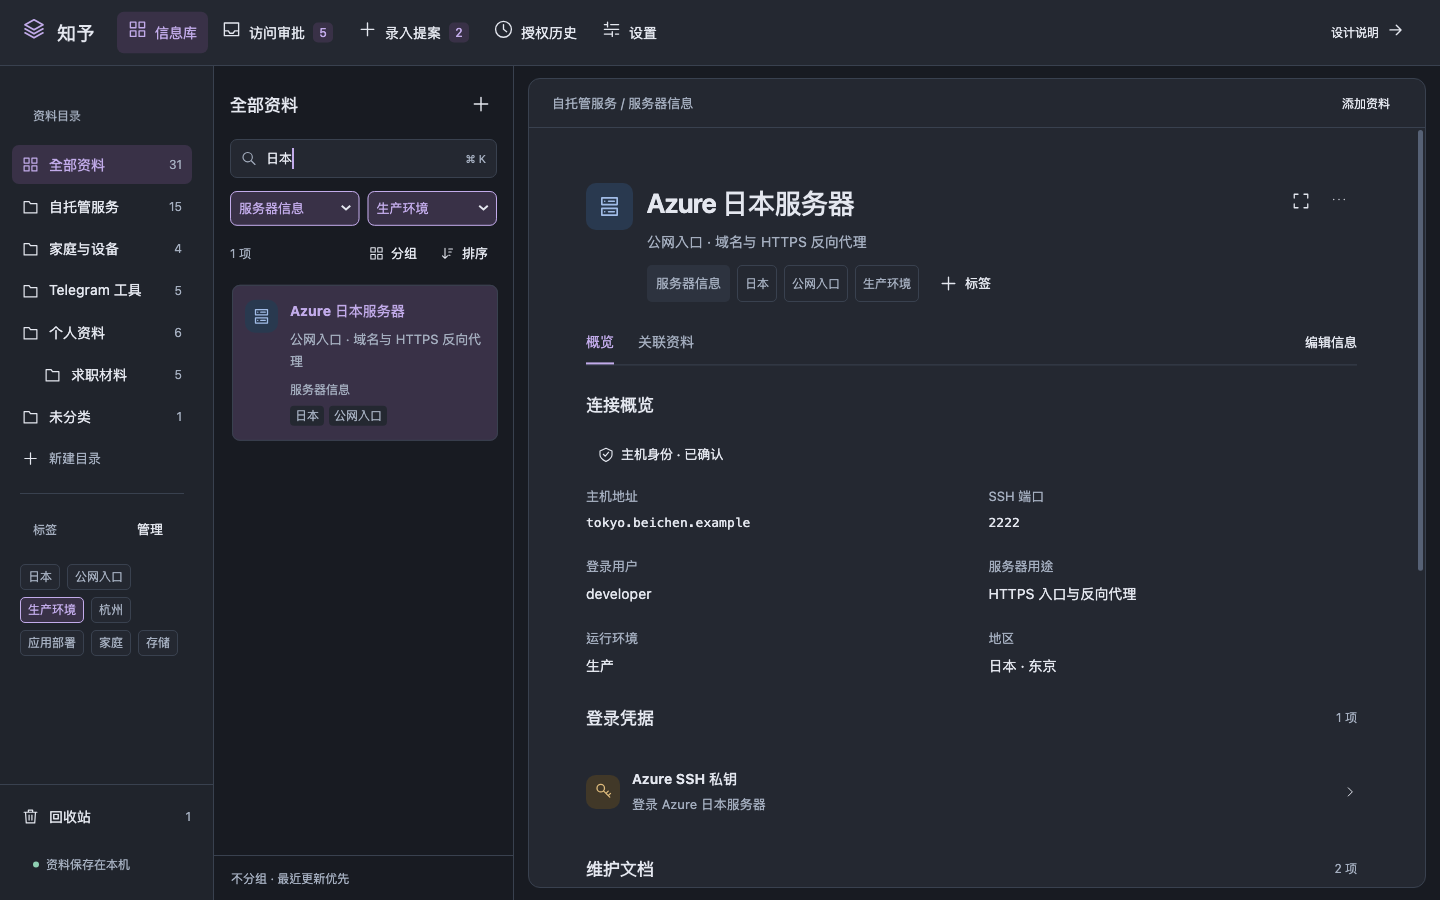 知予
信息库
访问审批 5
录入提案 2
授权历史
设置
设计说明
资料目录
全部资料 31
自托管服务 15
家庭与设备 4
Telegram 工具 5
个人资料 6
求职材料 5
未分类 1
新建目录
标签 管理
日本 公网入口
生产环境 杭州
应用部署 家庭 存储
回收站 1
资料保存在本机
全部资料
日本 ⌘ K
服务器信息 生产环境
1 项 分组 排序
Azure 日本服务器
公网入口 · 域名与 HTTPS 反向代
理
服务器信息
日本 公网入口
不分组 · 最近更新优先
自托管服务 / 服务器信息 添加资料
Azure 日本服务器
公网入口 · 域名与 HTTPS 反向代理
服务器信息 日本 公网入口 生产环境 标签
概览 关联资料 编辑信息
连接概览
主机身份 · 已确认
主机地址 SSH 端口
tokyo.beichen.example 2222
登录用户 服务器用途
developer HTTPS 入口与反向代理
运行环境 地区
生产 日本 · 东京
登录凭据 1 项
Azure SSH 私钥
登录 Azure 日本服务器
维护文档 2 项